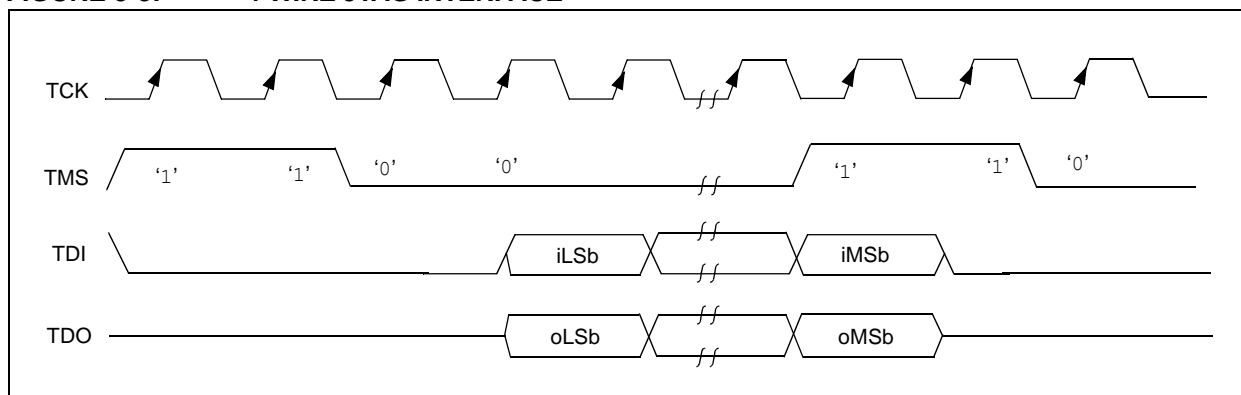 TCK
TMS
‘1’ ‘1’ ‘0’ ‘0’ ‘1’ ‘1’ ‘0’
TDI
iLSb iMSb
TDO
oLSb oMSb